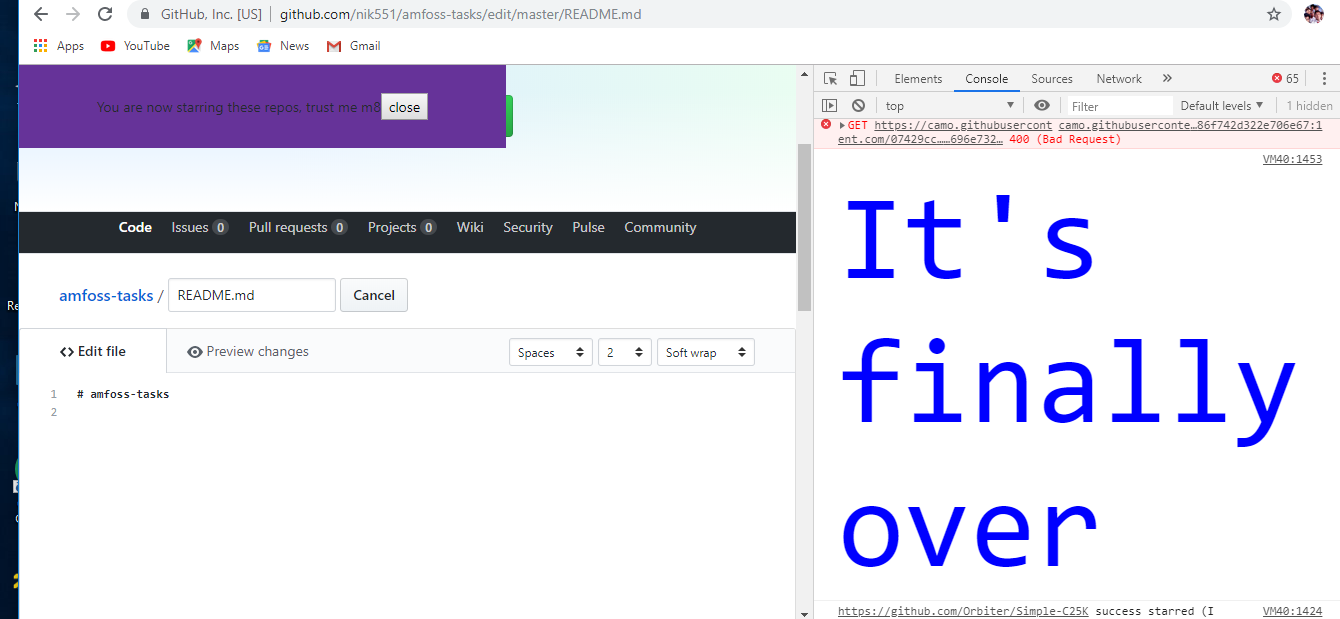 GitHub, Inc. [US] | github.com/nik551/amfoss-tasks/edit/master/README.md
Apps YouTube Maps News Gmail
You are now starring these repos, trust me m8 close
Code Issues 0 Pull requests 0 Projects 0 Wiki Security Pulse Community
amfoss-tasks / README.md Cancel
Edit file Preview changes Spaces 2 Soft wrap
1 # amfoss-tasks
2
Elements Console Sources Network » 65
top Filter Default levels 1 hidden
GET https://camo.githubusercont camo.githubuserconte…86f742d322e706e67:1
ent.com/07429cc……696e732… 400 (Bad Request)
VM40:1453
It's
finally
over
https://github.com/Orbiter/Simple-C25K success starred (I VM40:1424